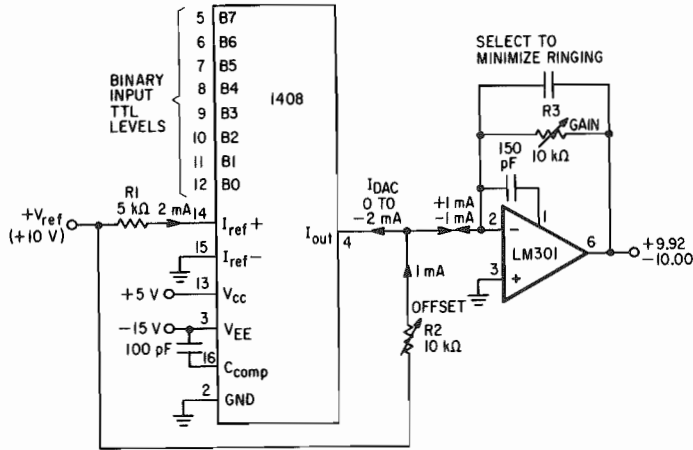 5 B7
6 B6
7 B5
8 B4
9 B3
10 B2
11 B1
12 B0
BINARY
INPUT
TTL
LEVELS
1408
SELECT TO
MINIMIZE RINGING
R3
GAIN
10 kΩ
150
pF
1
R1
5 kΩ
2 mA
14
+Vref
(+10 V)
Iref+
15
Iref−
IDAC
0 TO
−2 mA
+1 mA
−1 mA
Iout
4
2
−
LM301
6
+9.92
−10.00
3
+
13
+5 V
VCC
1 mA
3
−15 V
VEE
OFFSET
R2
10 kΩ
100 pF
16
Ccomp
2
GND